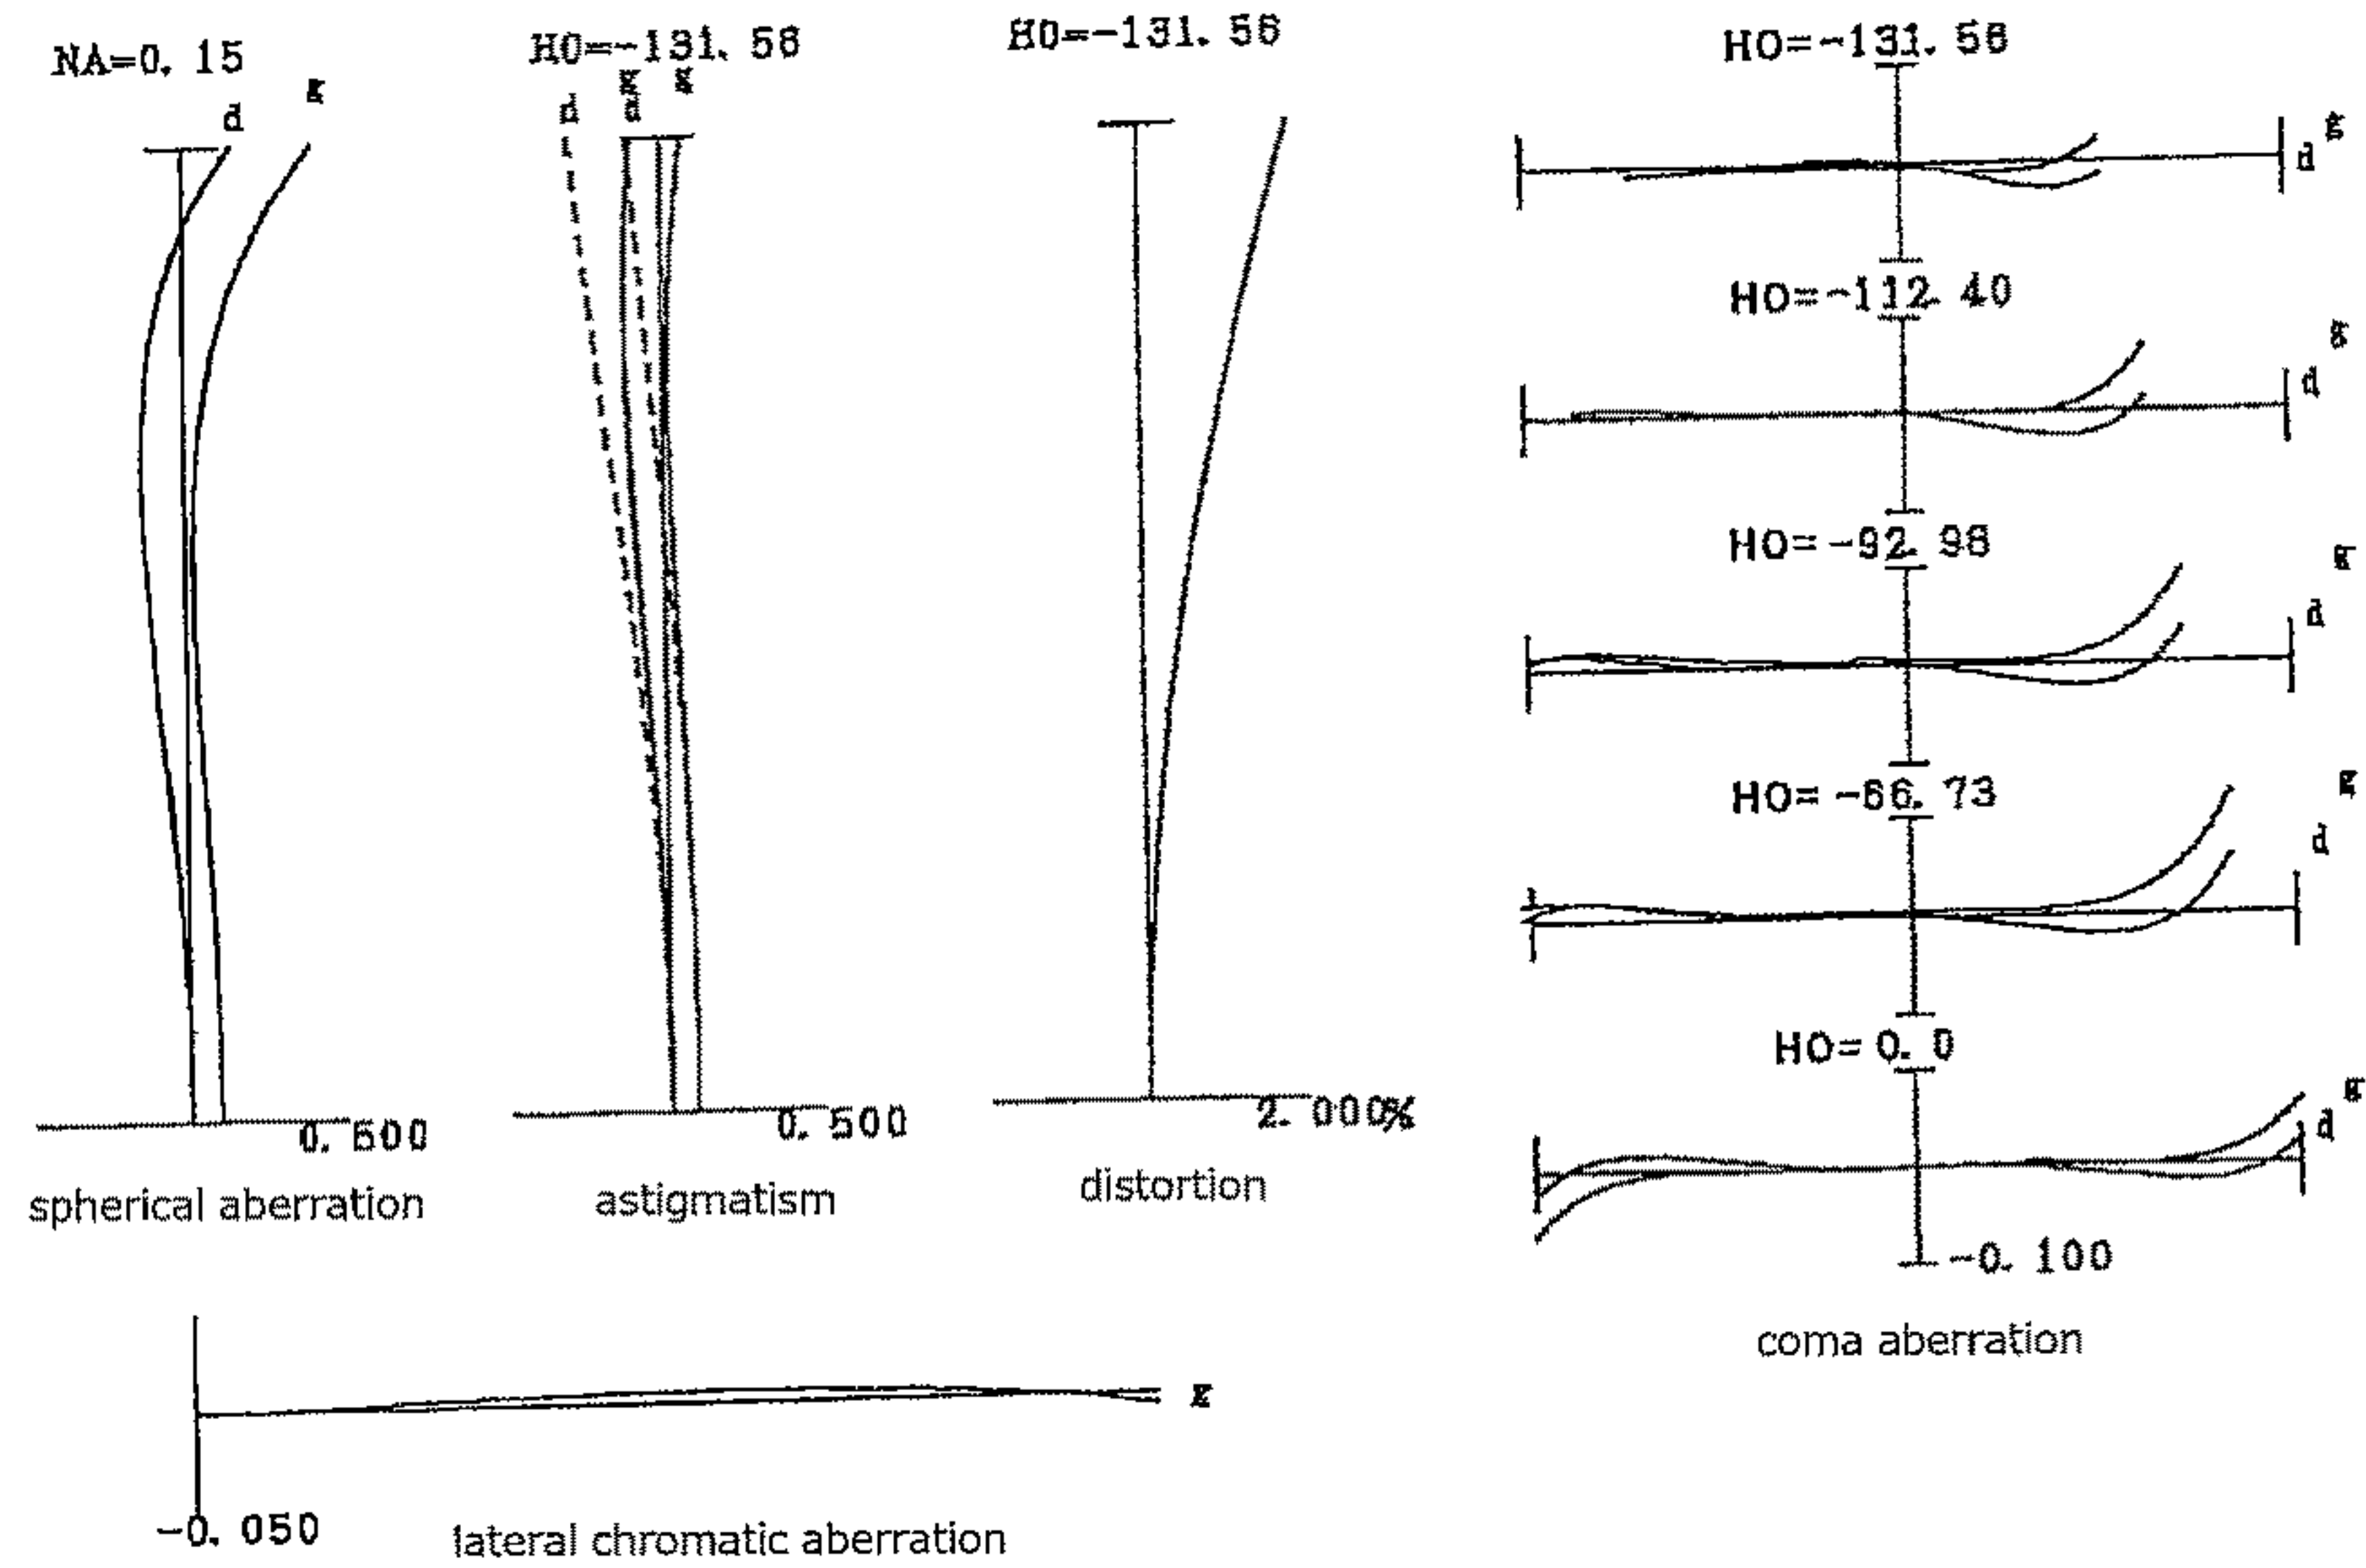 NA=0. 15
d
g
HO=-131. 56
d
g
d
g
HO=-131. 56
0. 500
0. 500
2. 000%
spherical aberration
astigmatism
distortion
HO=-131. 56
g
d
HO=-112. 40
g
d
HO=-92. 98
g
d
HO=-66. 73
g
d
HO=0. 0
g
d
-0. 100
coma aberration
g
-0. 050
lateral chromatic aberration